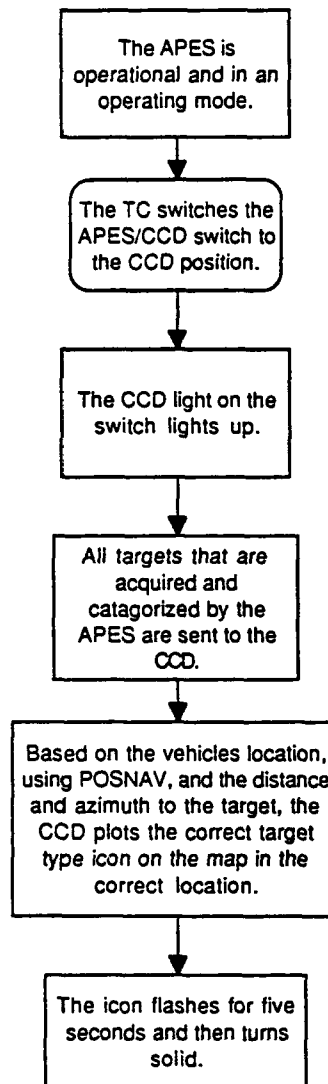 The APES is
operational and in an
operating mode.
The TC switches the
APES/CCD switch to
the CCD position.
The CCD light on the
switch lights up.
All targets that are
acquired and
catagorized by the
APES are sent to the
CCD.
Based on the vehicles location,
using POSNAV, and the distance
and azimuth to the target, the
CCD plots the correct target
type icon on the map in the
correct location.
The icon flashes for five
seconds and then turns
solid.